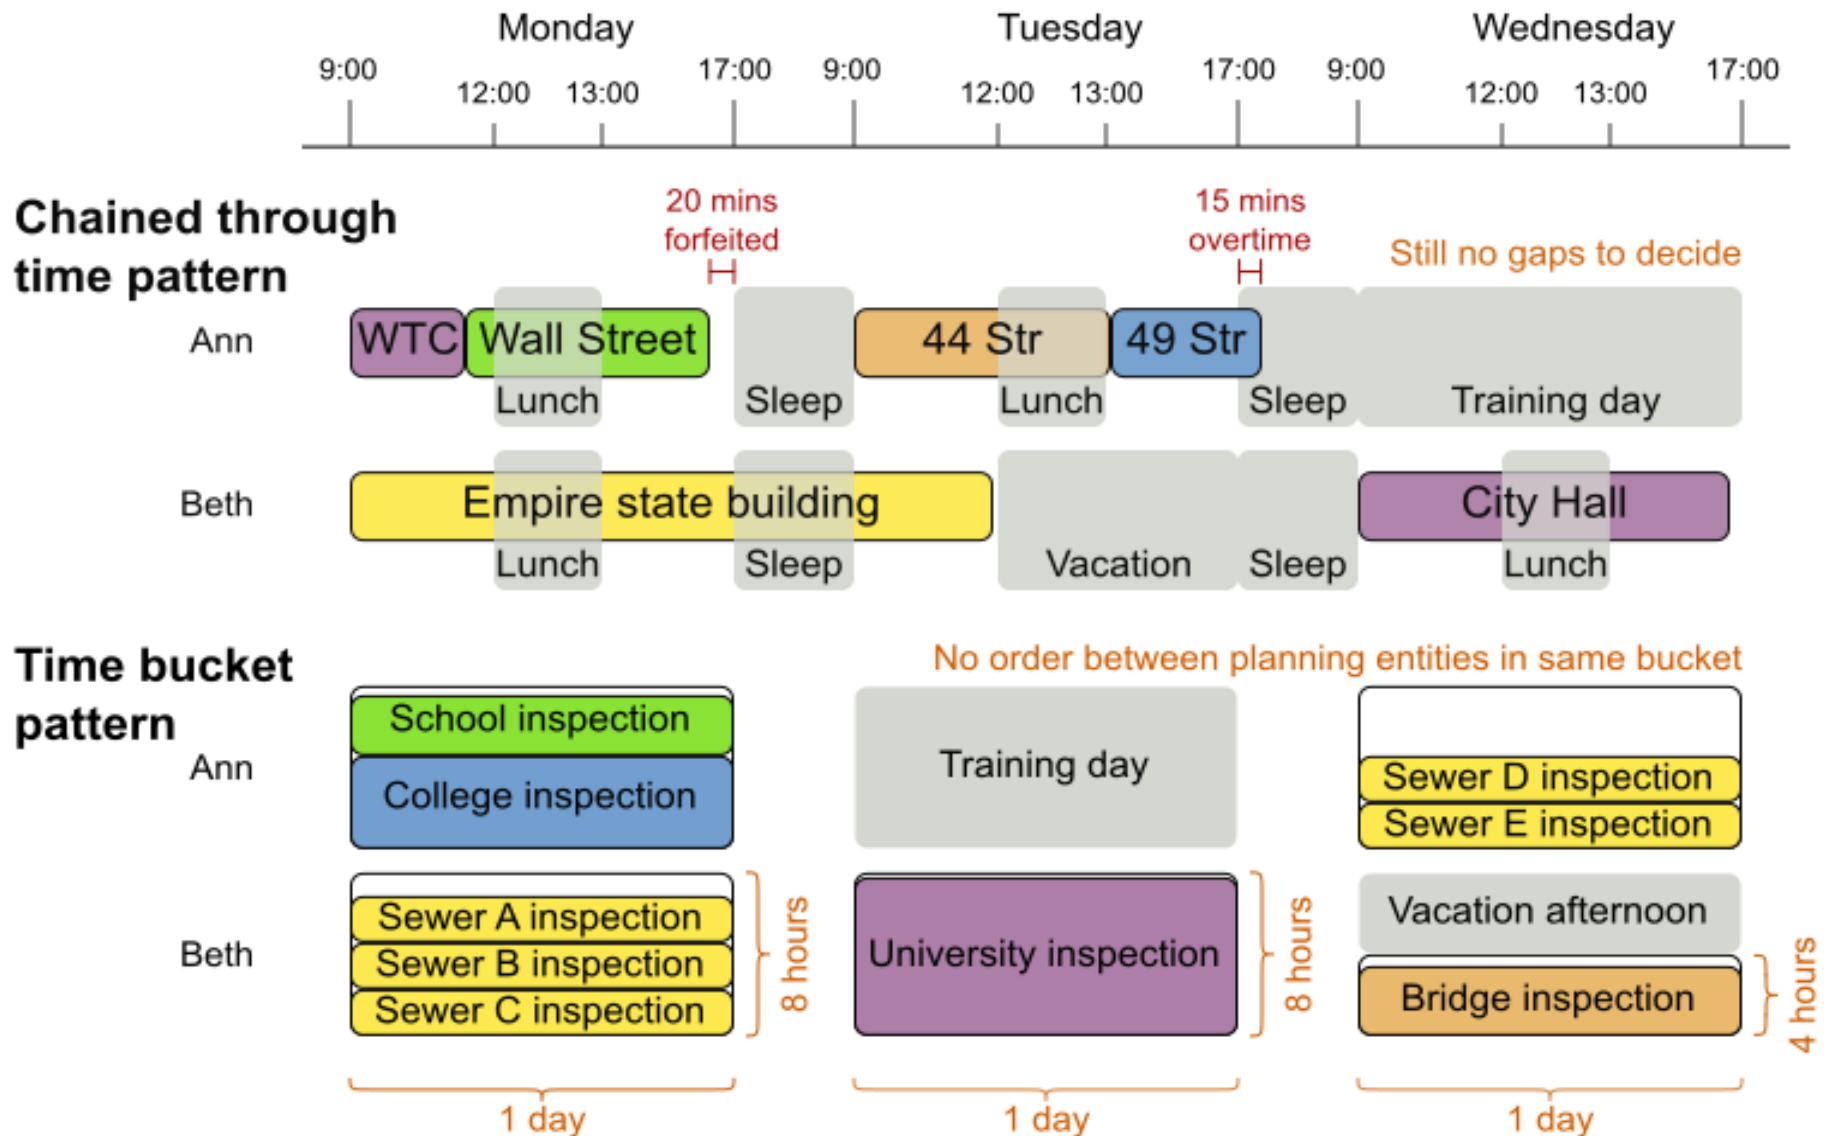 Monday
Tuesday
Wednesday
9:00
17:00
9:00
17:00
9:00
17:00
12:00
13:00
12:00
13:00
12:00
13:00
Chained through
time pattern
20 mins
forfeited
15 mins
overtime
Still no gaps to decide
Ann
WTC
Wall Street
44 Str
49 Str
Lunch
Sleep
Lunch
Sleep
Training day
Beth
Empire state building
City Hall
Lunch
Sleep
Vacation
Sleep
Lunch
Time bucket
pattern
No order between planning entities in same bucket
Ann
School inspection
College inspection
Training day
Sewer D inspection
Sewer E inspection
Beth
Sewer A inspection
Sewer B inspection
Sewer C inspection
8 hours
University inspection
8 hours
Vacation afternoon
Bridge inspection
4 hours
1 day
1 day
1 day